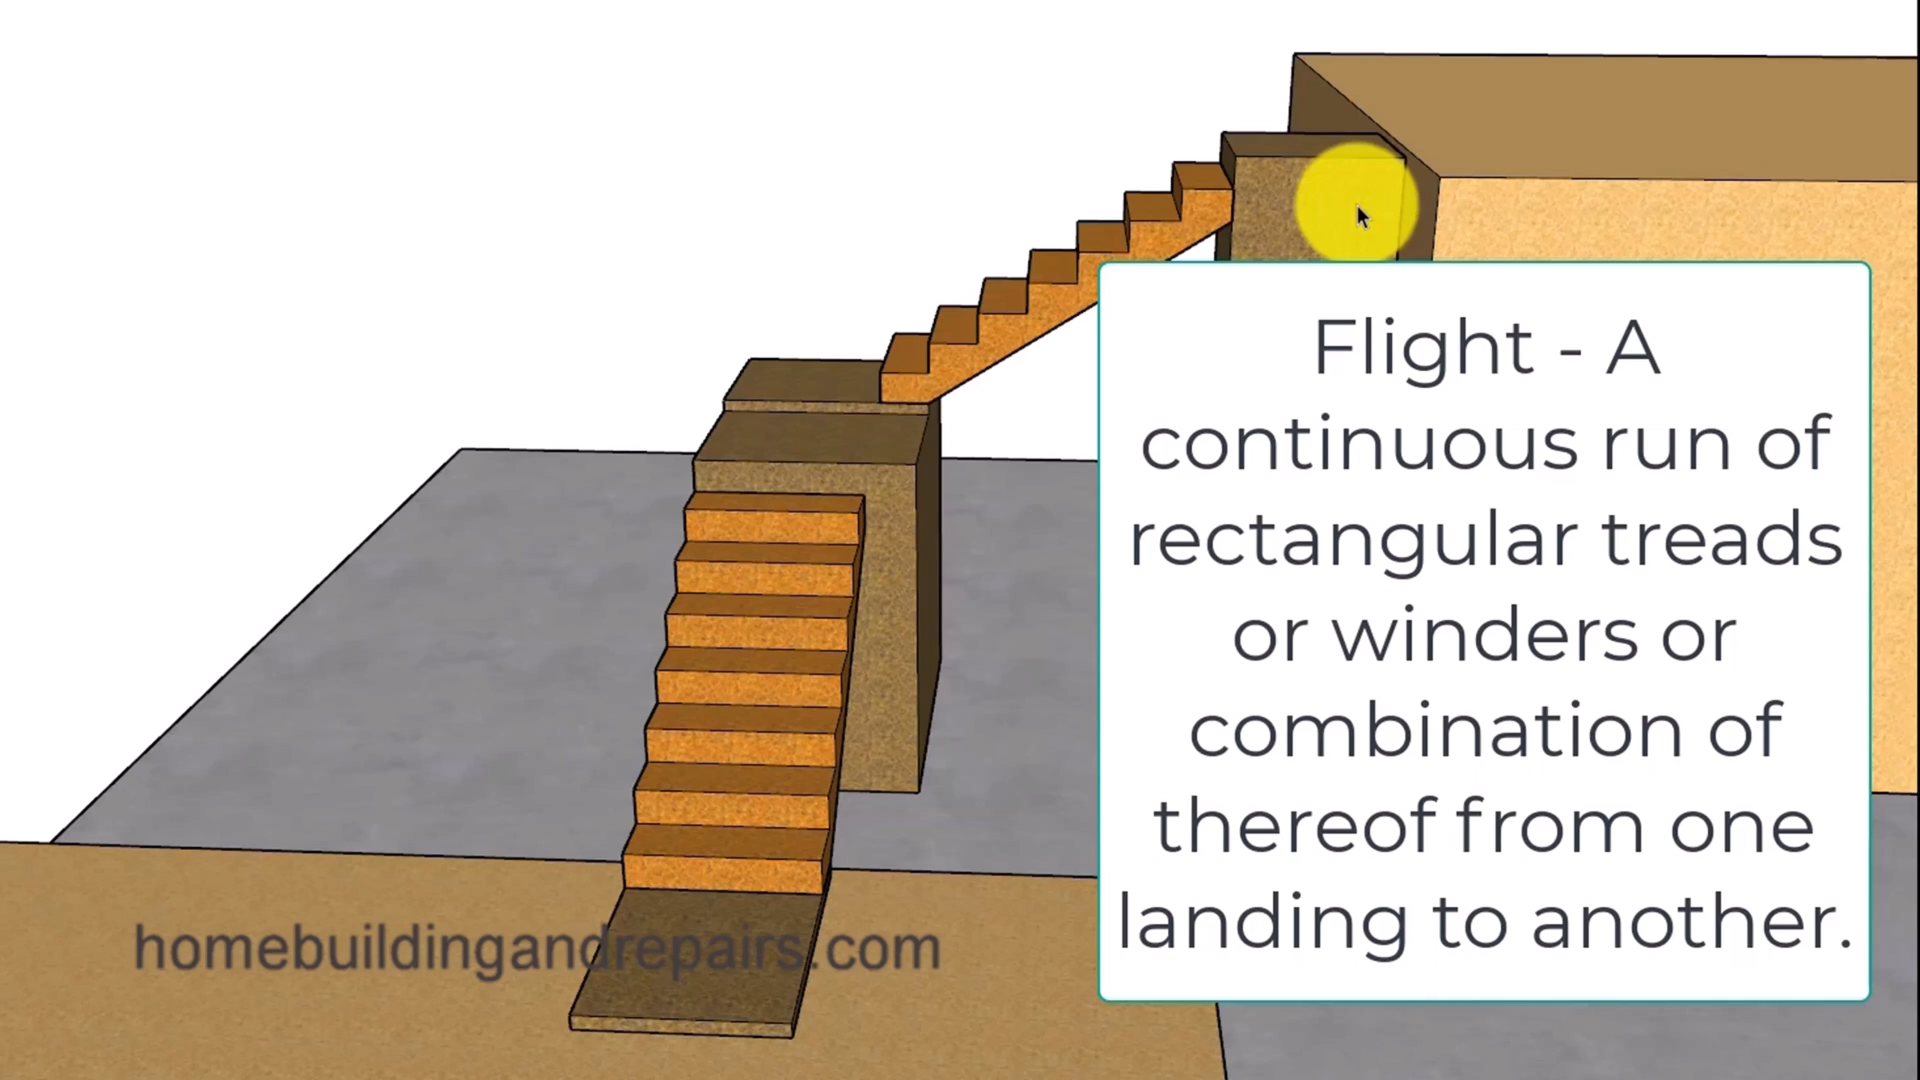 Flight - A
continuous run of
rectangular treads
or winders or
combination of
thereof from one
landing to another.
homebuildingandrepairs.com